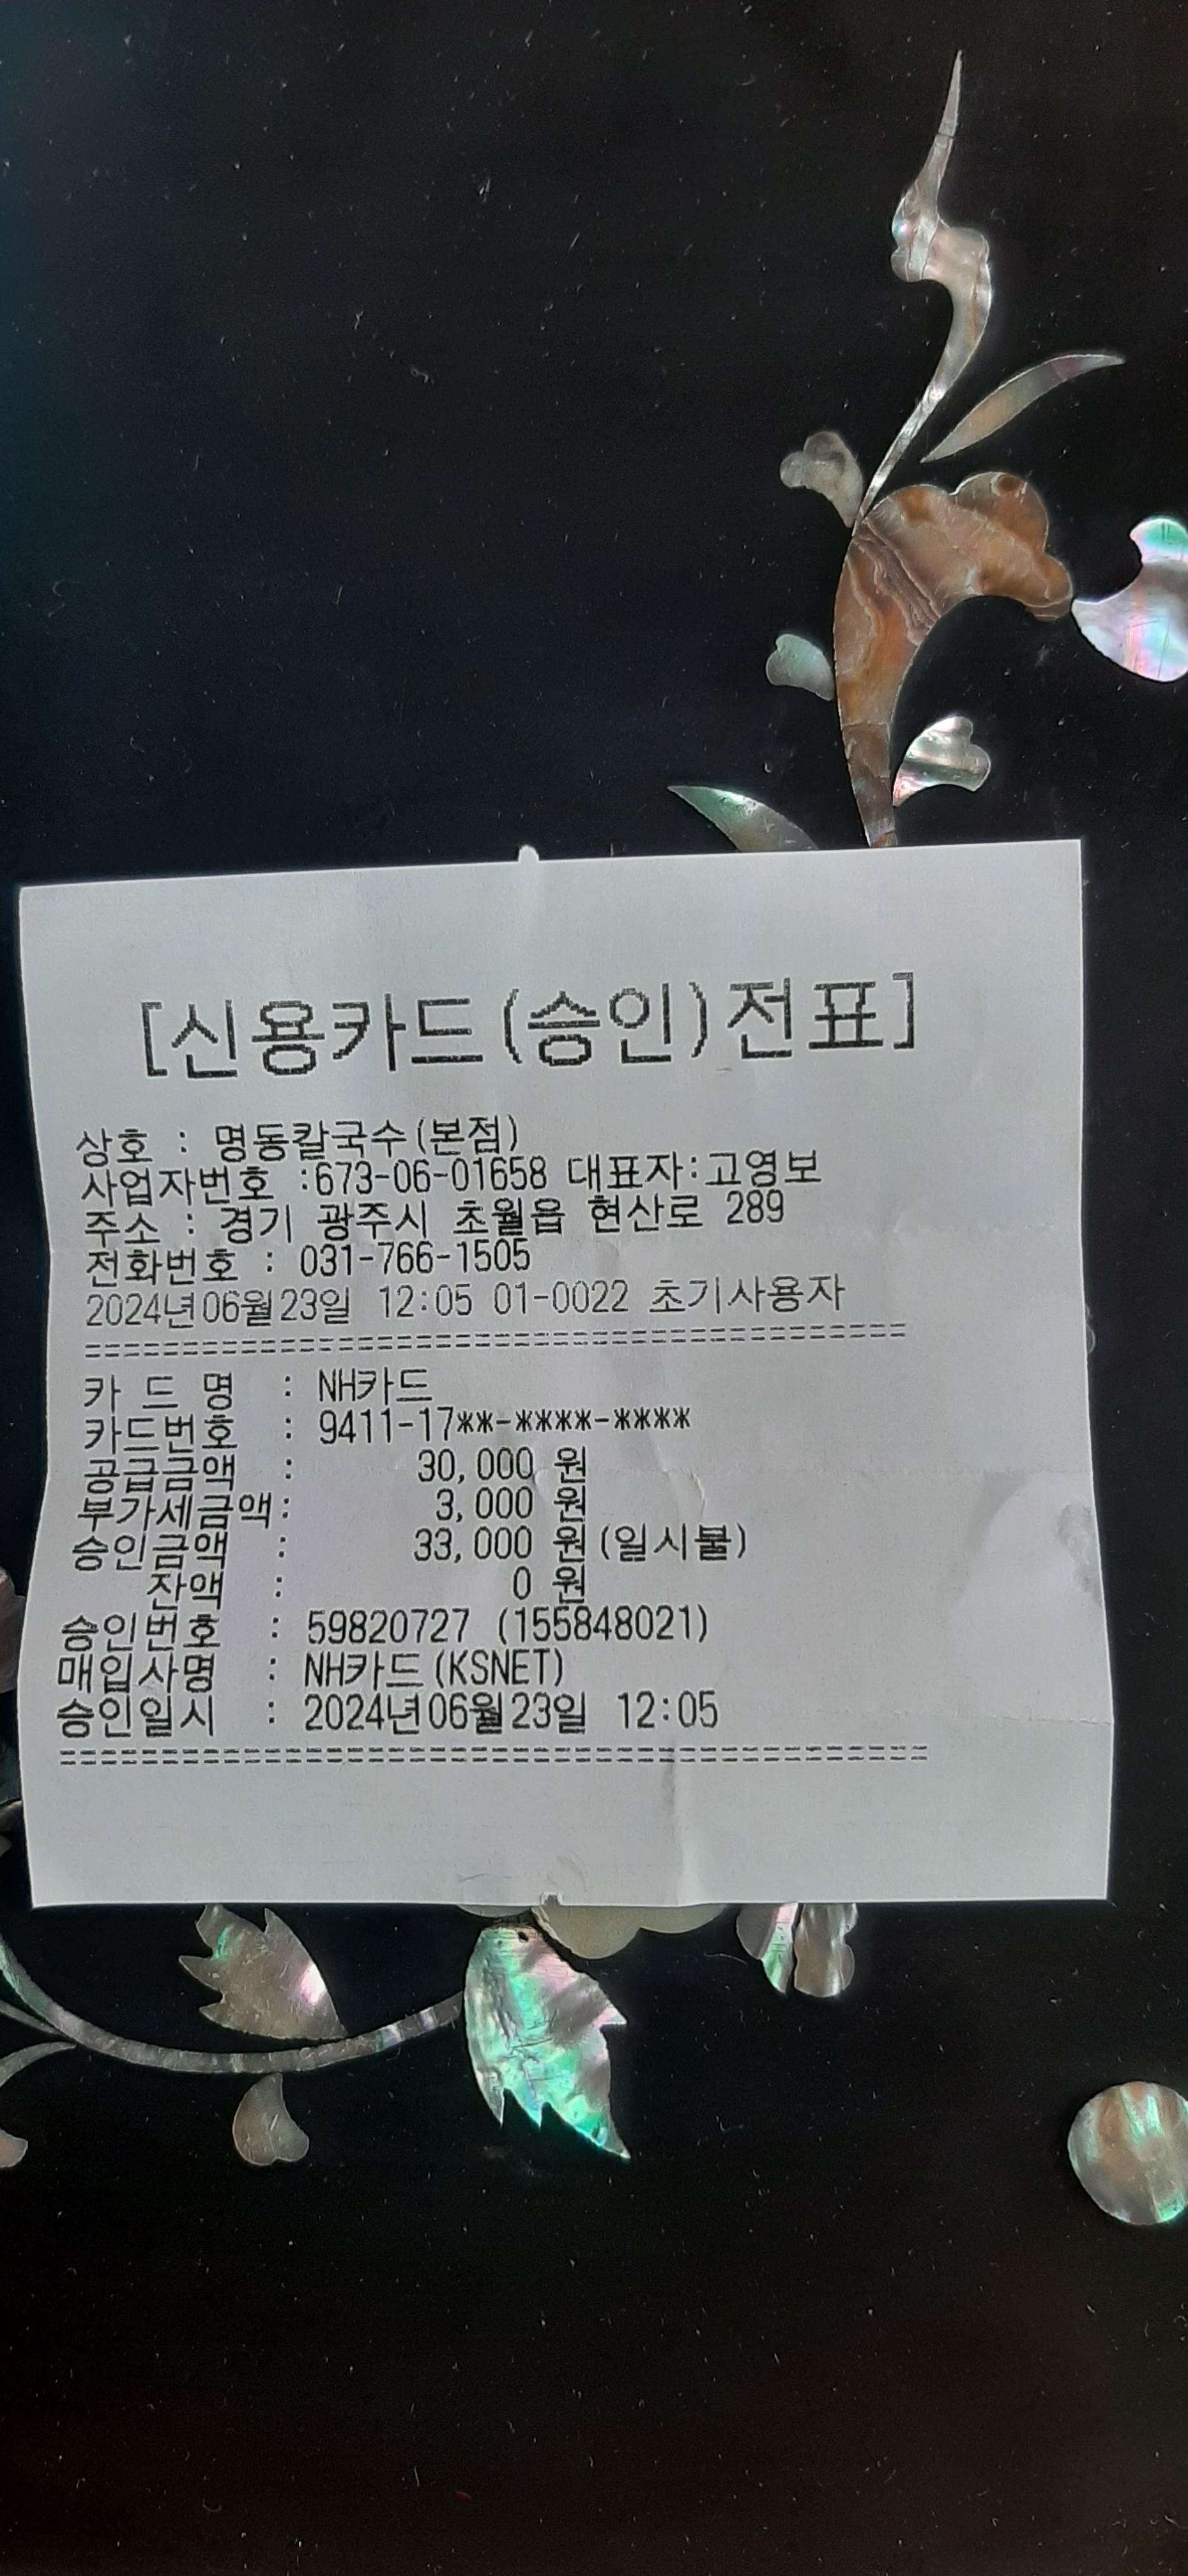 [신용카드(승인)전표]
상호 : 명동칼국수(본점)
사업자번호 :673-06-01658 대표자:고영보
주소 : 경기 광주시 초월읍 현산로 289
전화번호 : 031-766-1505
2024년06월23일 12:05 01-0022 초기사용자
==========================================
카 드 명 : NH카드
카드번호 : 9411-17**-****-****
공급금액 : 30,000 원
부가세금액: 3,000 원
승인금액 : 33,000 원(일시불)
잔액 : 0 원
승인번호 : 59820727 (155848021)
매입사명 : NH카드(KSNET)
승인일시 : 2024년06월23일 12:05
==========================================